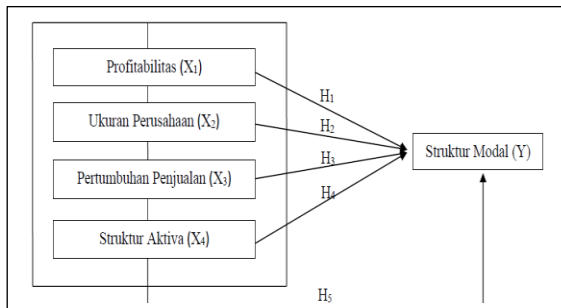 Profitabilitas (X₁)
H₁
Ukuran Perusahaan (X₂)
H₂
Struktur Modal (Y)
H₃
Pertumbuhan Penjualan (X₃)
H₄
Struktur Aktiva (X₄)
H₅